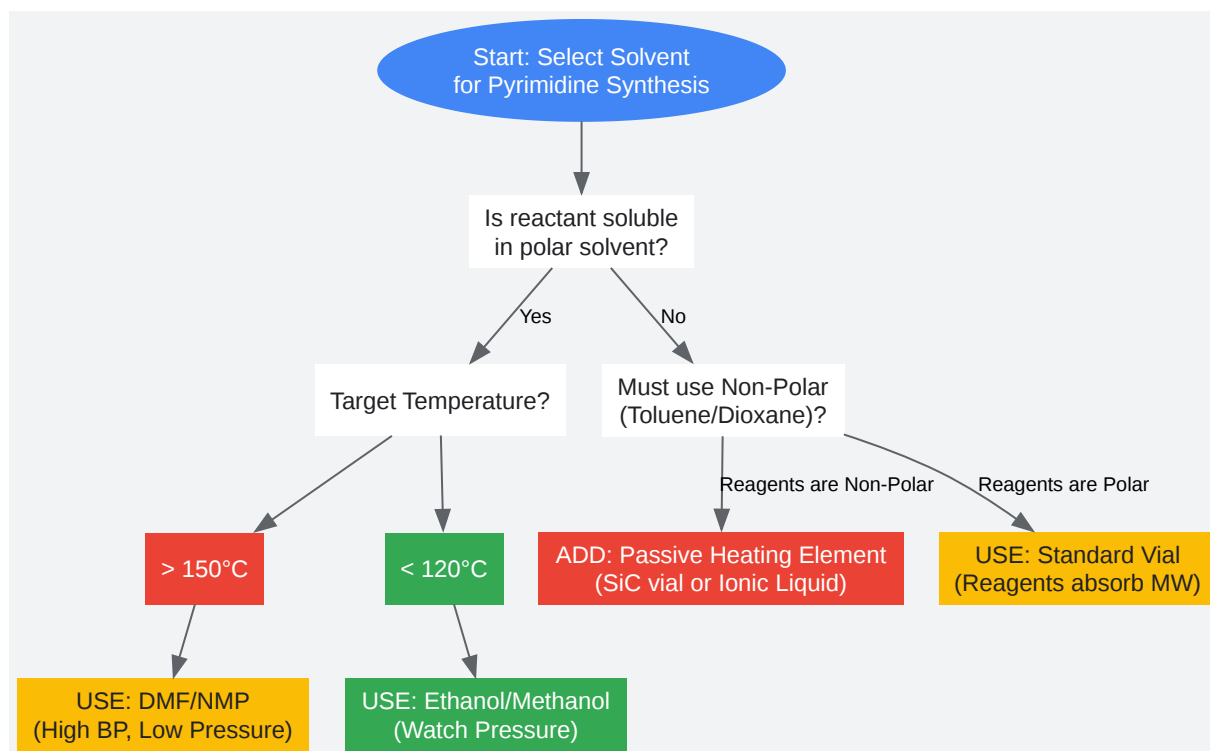 Start: Select Solvent
for Pyrimidine Synthesis
Is reactant soluble
in polar solvent?
Yes
No
Target Temperature?
Must use Non-Polar
(Toluene/Dioxane)?
Reagents are Non-Polar
Reagents are Polar
> 150°C
< 120°C
ADD: Passive Heating Element
(SiC vial or Ionic Liquid)
USE: Standard Vial
(Reagents absorb MW)
USE: DMF/NMP
(High BP, Low Pressure)
USE: Ethanol/Methanol
(Watch Pressure)